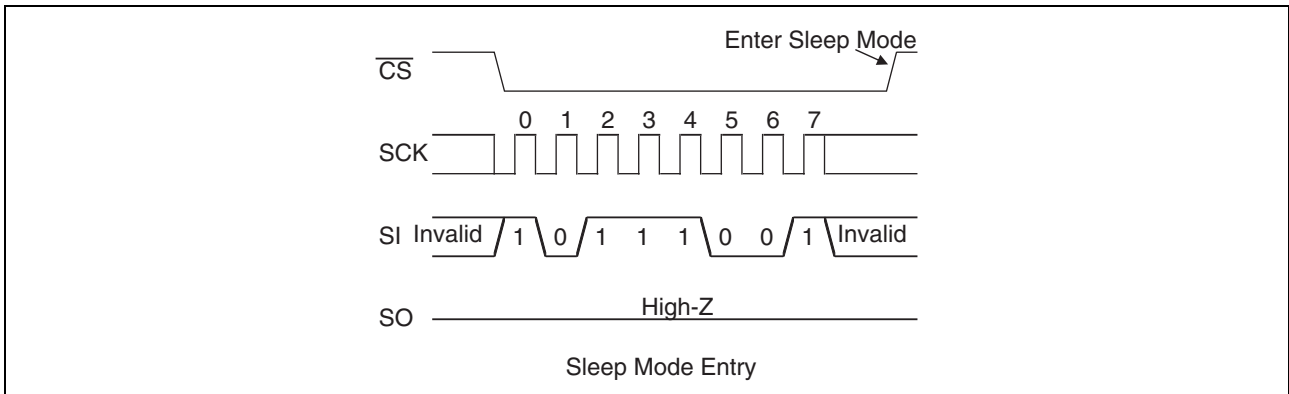 Enter Sleep Mode
CS
0 1 2 3 4 5 6 7
SCK
SI Invalid 1 0 1 1 1 0 0 1 Invalid
High-Z
SO
Sleep Mode Entry